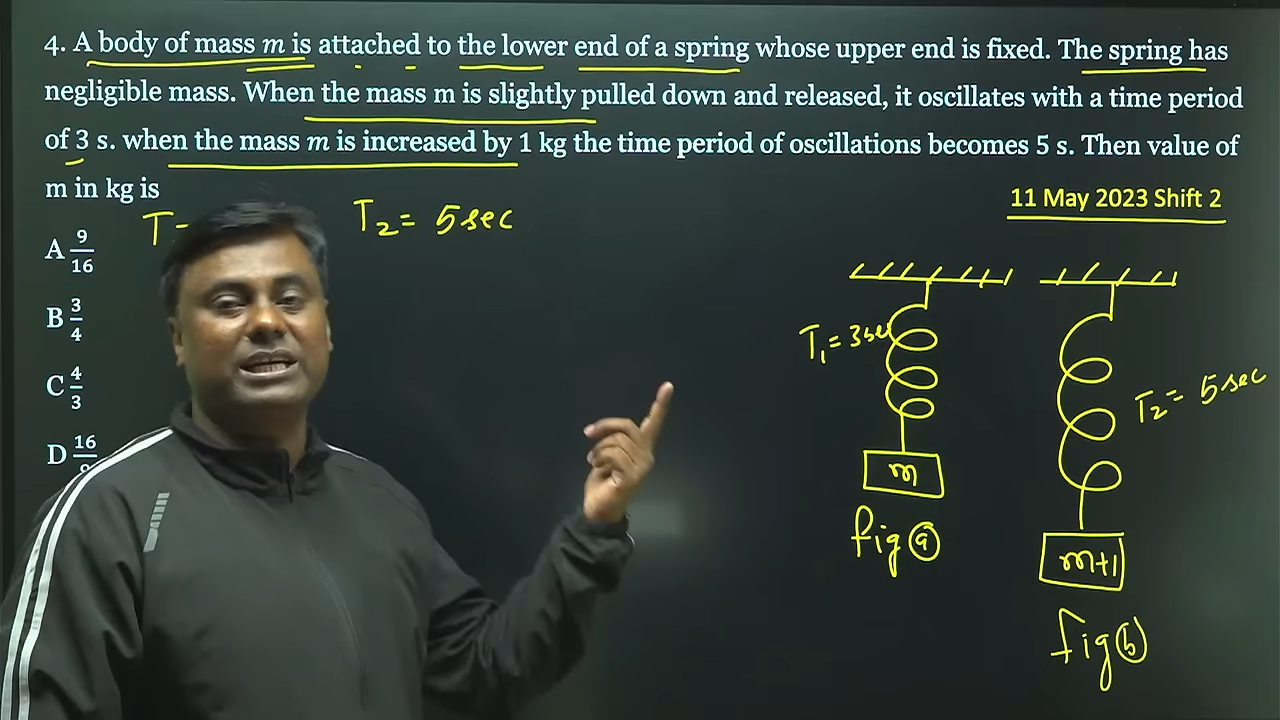 4. A body of mass m is attached to the lower end of a spring whose upper end is fixed. The spring has
negligible mass. When the mass m is slightly pulled down and released, it oscillates with a time period
of 3 s. when the mass m is increased by 1 kg the time period of oscillations becomes 5 s. Then value of
m in kg is
11 May 2023 Shift 2
T= T₂ = 5 sec
A 9/16
B 3/4
C 4/3
D 16
T₁ = 3 sec
T₂ = 5 sec
m
m+1
fig ⓐ
fig ⓑ